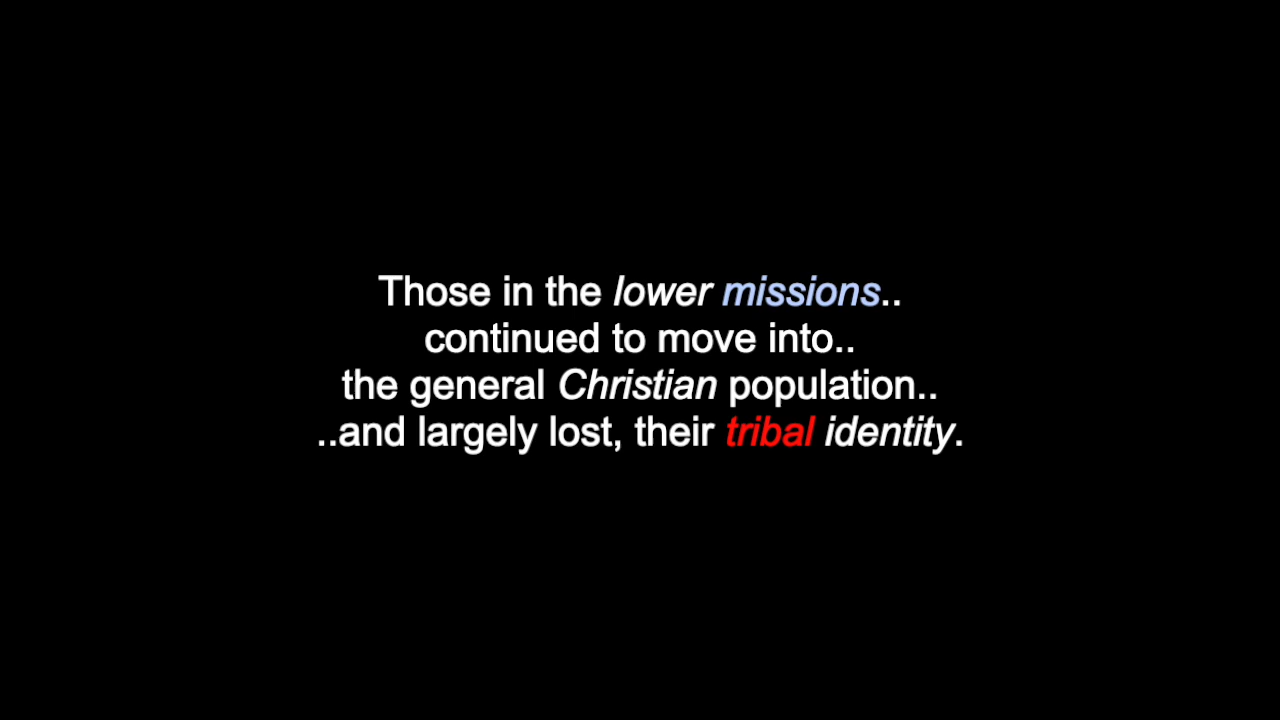 Those in the lower missions..
continued to move into..
the general Christian population..
..and largely lost, their tribal identity.